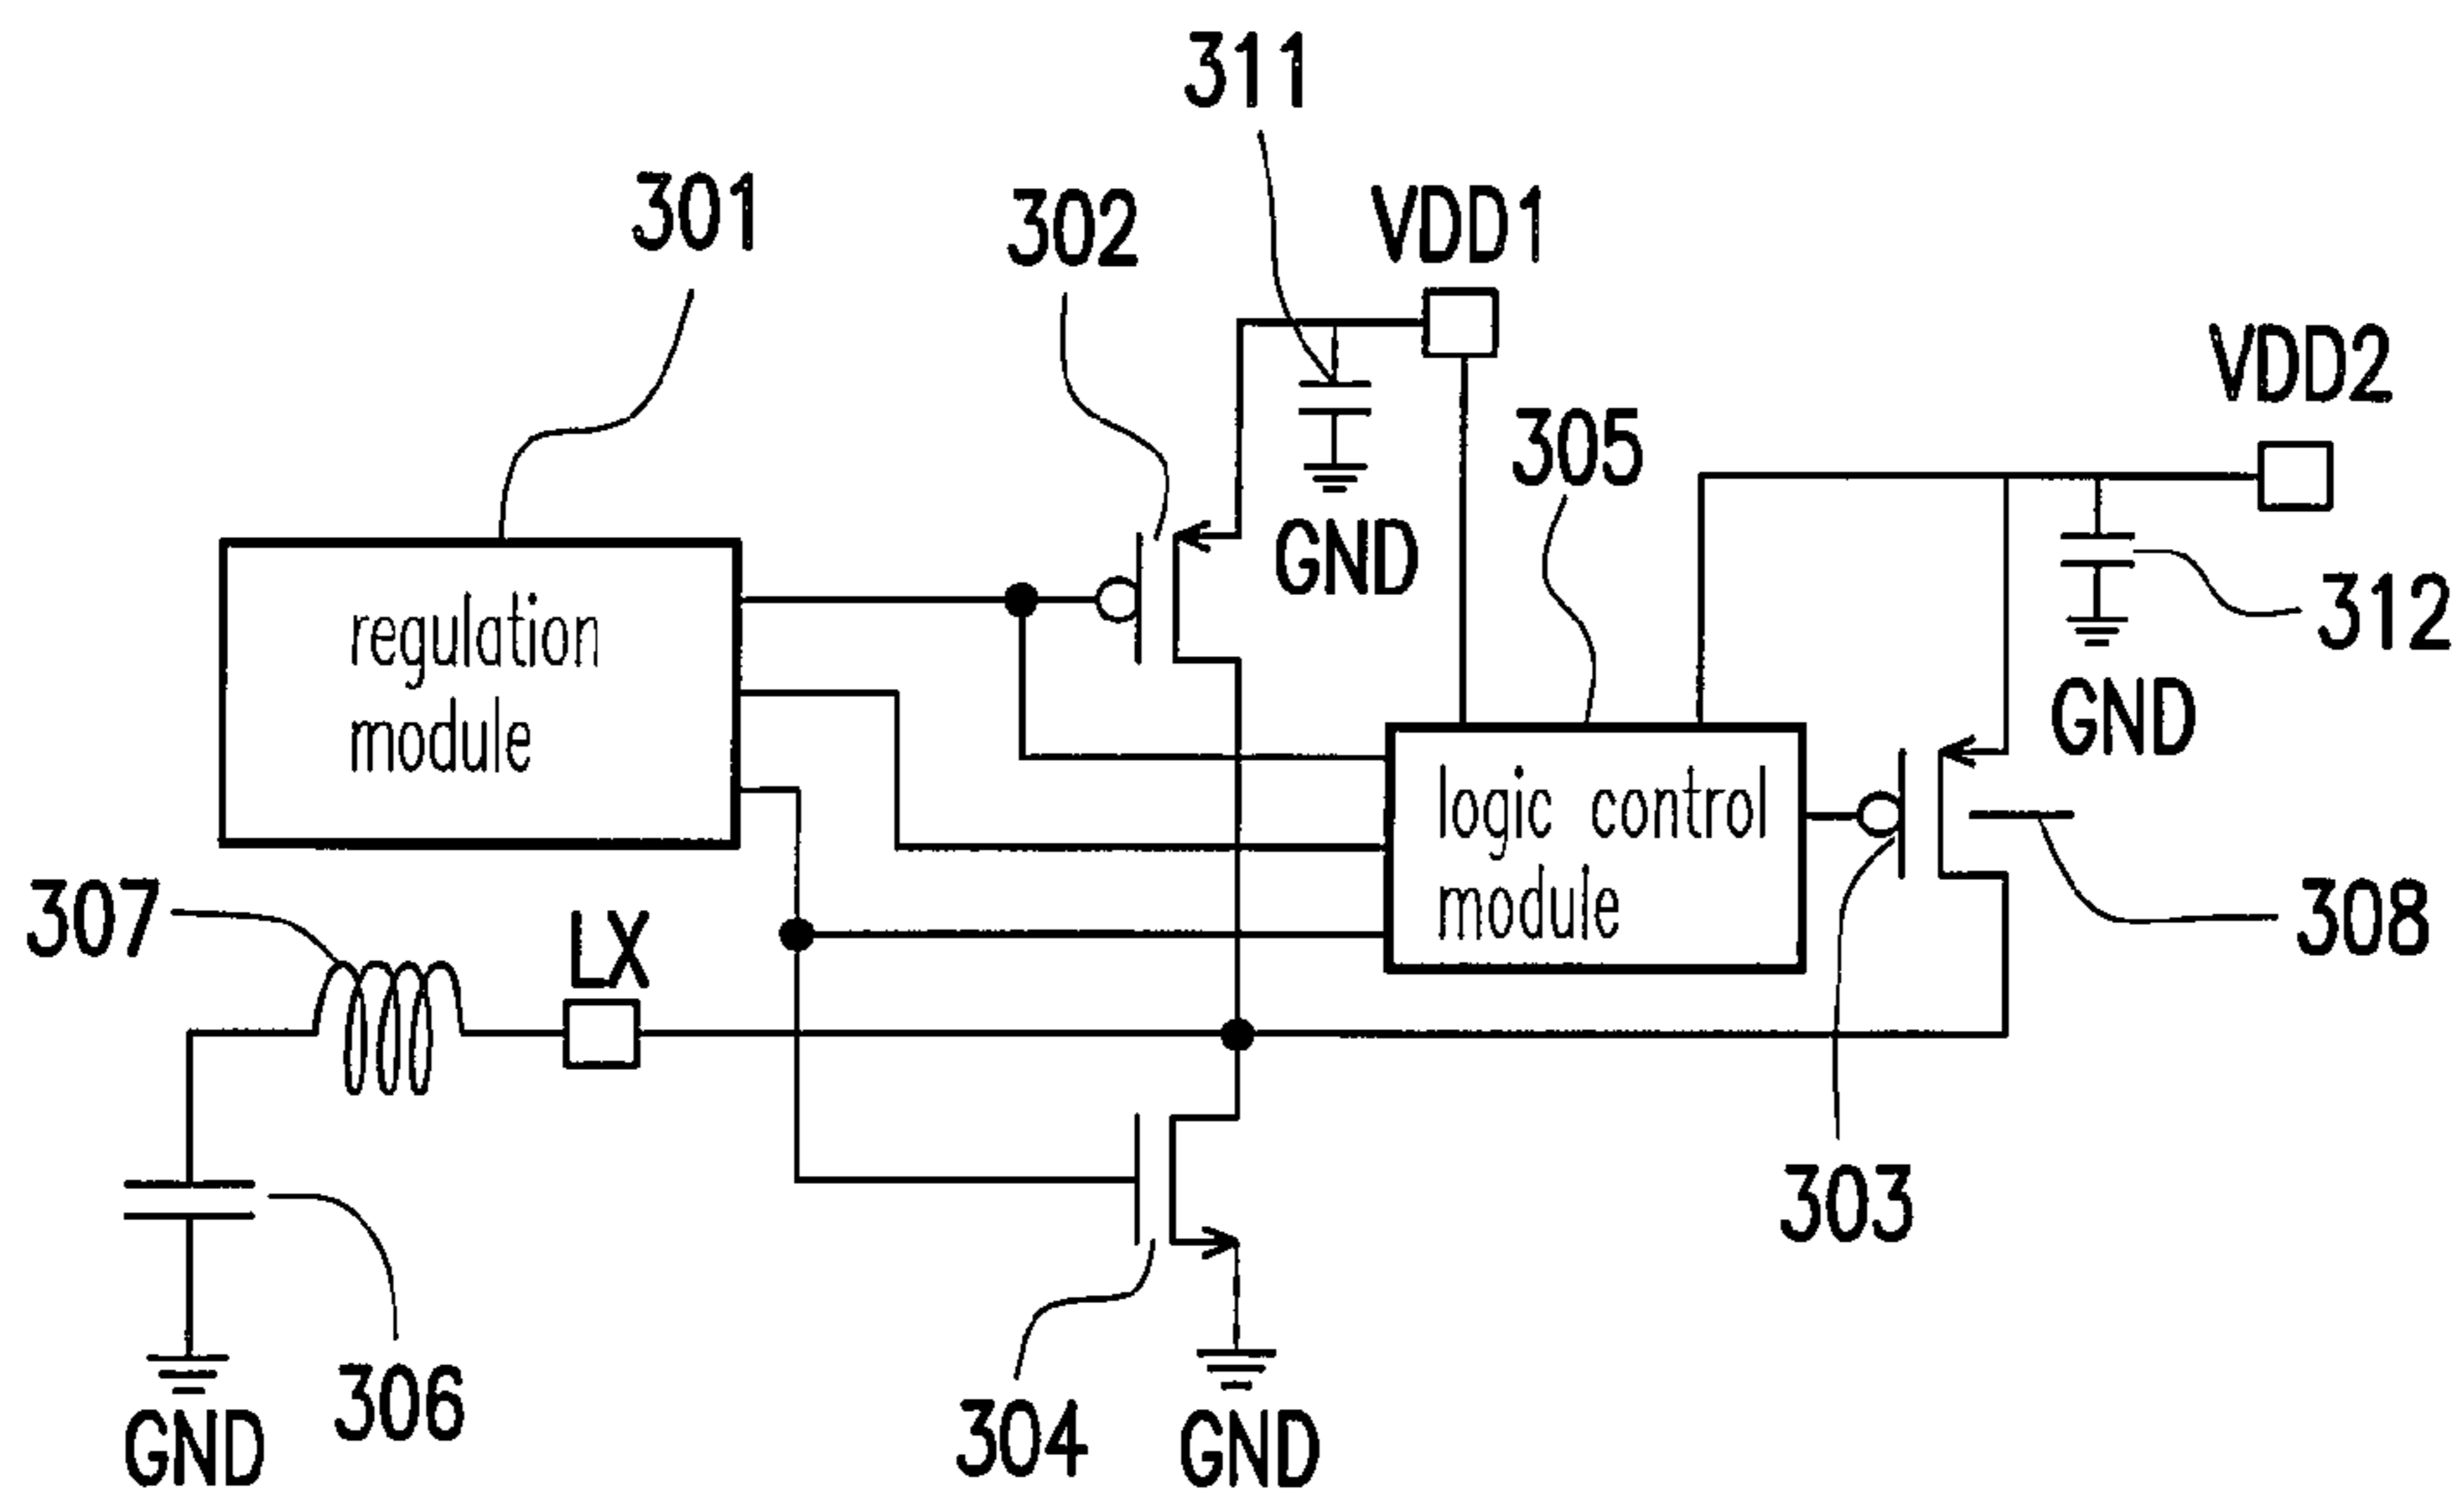 311
301
302
VDD1
VDD2
305
GND
312
regulation
module
GND
logic control
module
307
LX
308
303
306
304
GND
GND